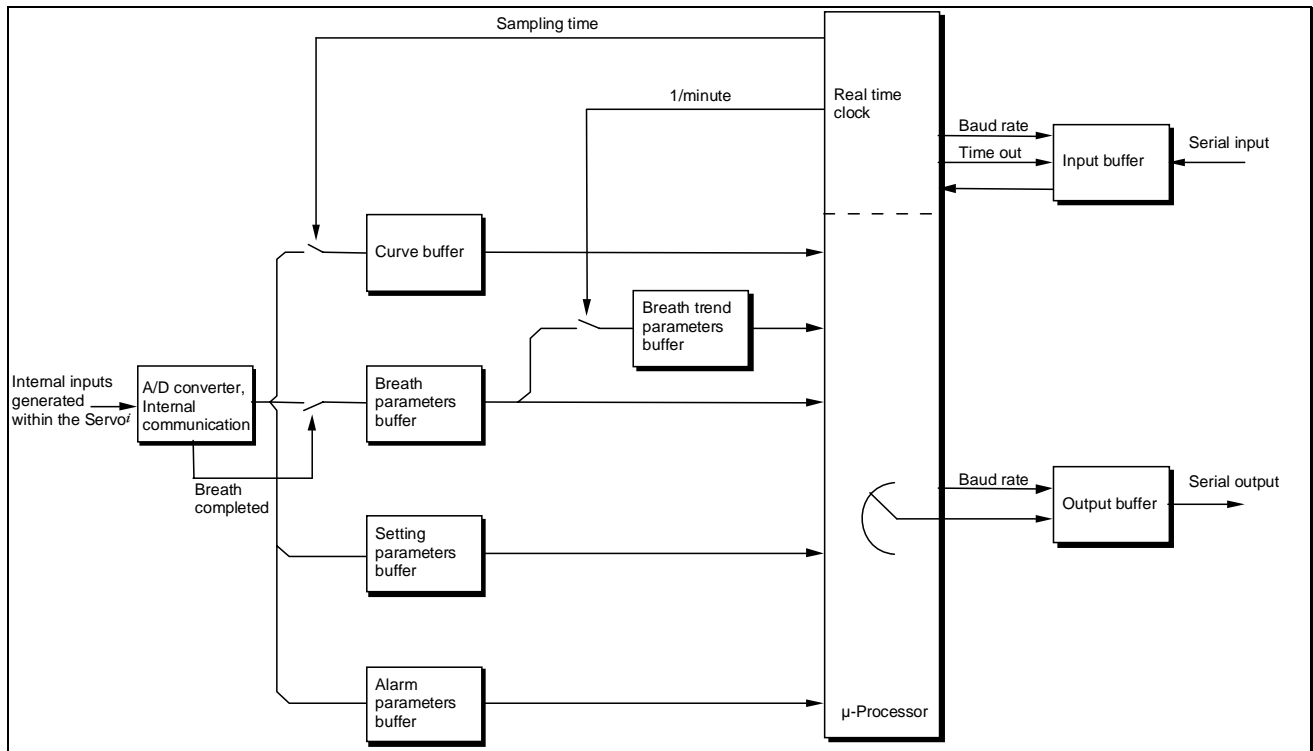 Sampling time
1/minute
Real time
clock
Baud rate
Time out
Input buffer
Serial input
Curve buffer
Breath trend
parameters
buffer
Internal inputs
generated
within the Servoi
A/D converter,
Internal
communication
Breath
parameters
buffer
Breath
completed
Baud rate
Output buffer
Serial output
Setting
parameters
buffer
Alarm
parameters
buffer
µ-Processor